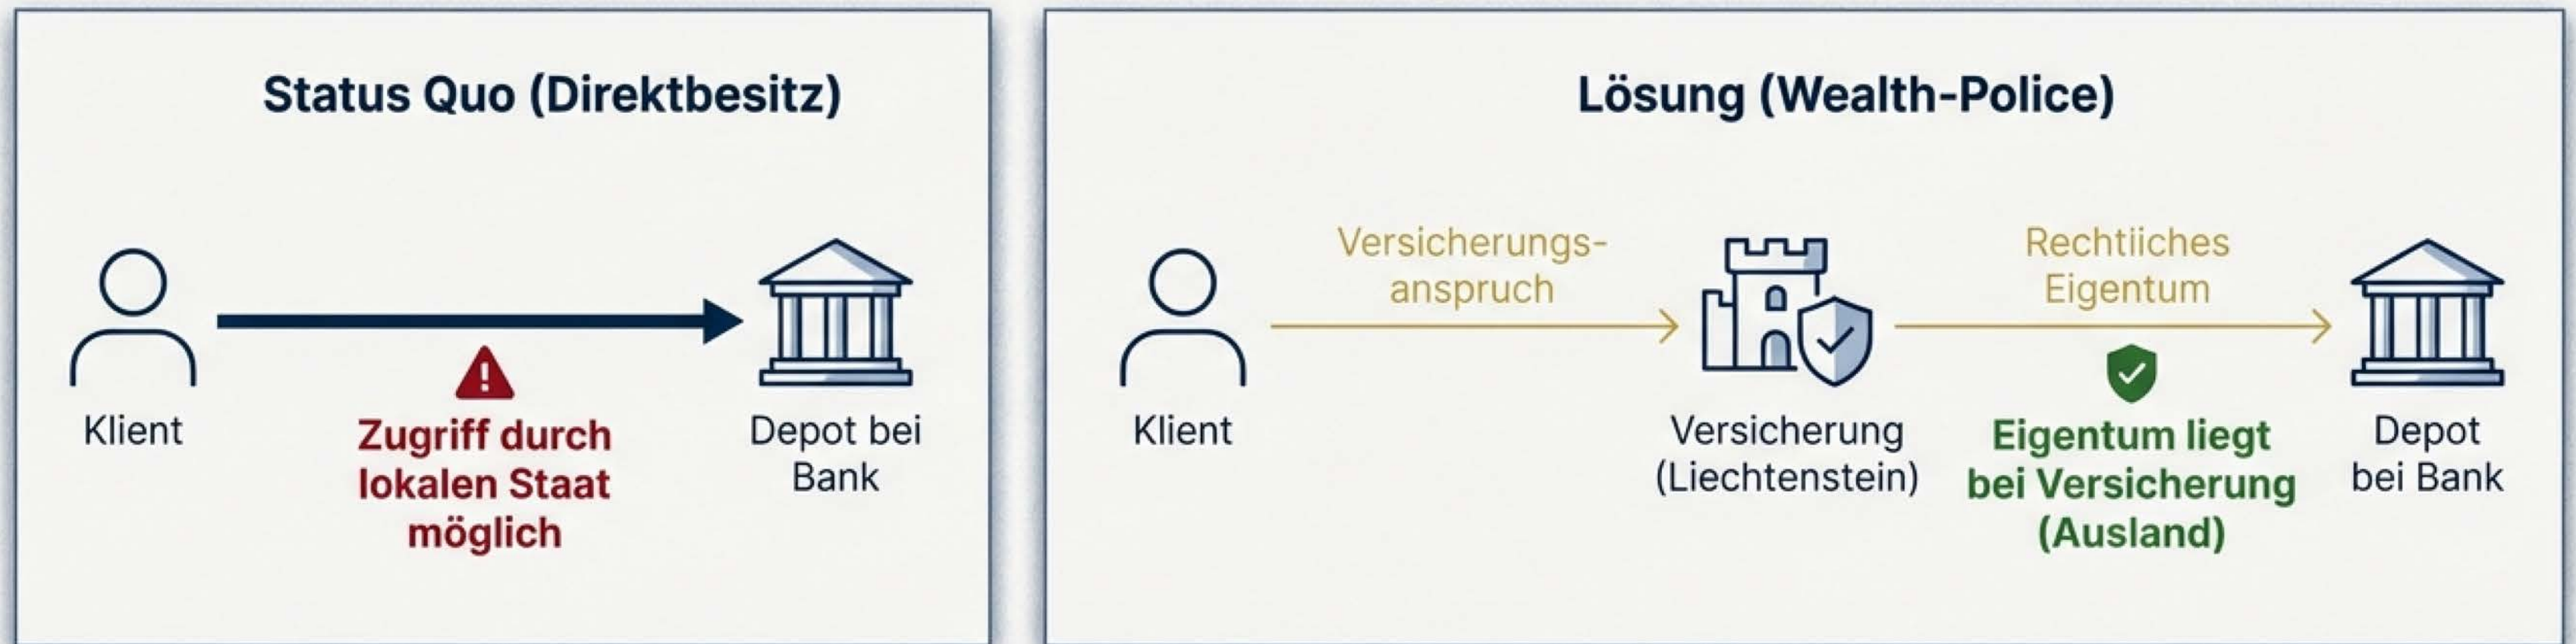 Status Quo (Direktbesitz)
Klient
Zugriff durch
lokalen Staat
möglich
Depot bei
Bank
Lösung (Wealth-Police)
Klient
Versicherungs-
anspruch
Versicherung
(Liechtenstein)
Rechtiiches
Eigentum
Eigentum liegt
bei Versicherung
(Ausland)
Depot
bei Bank